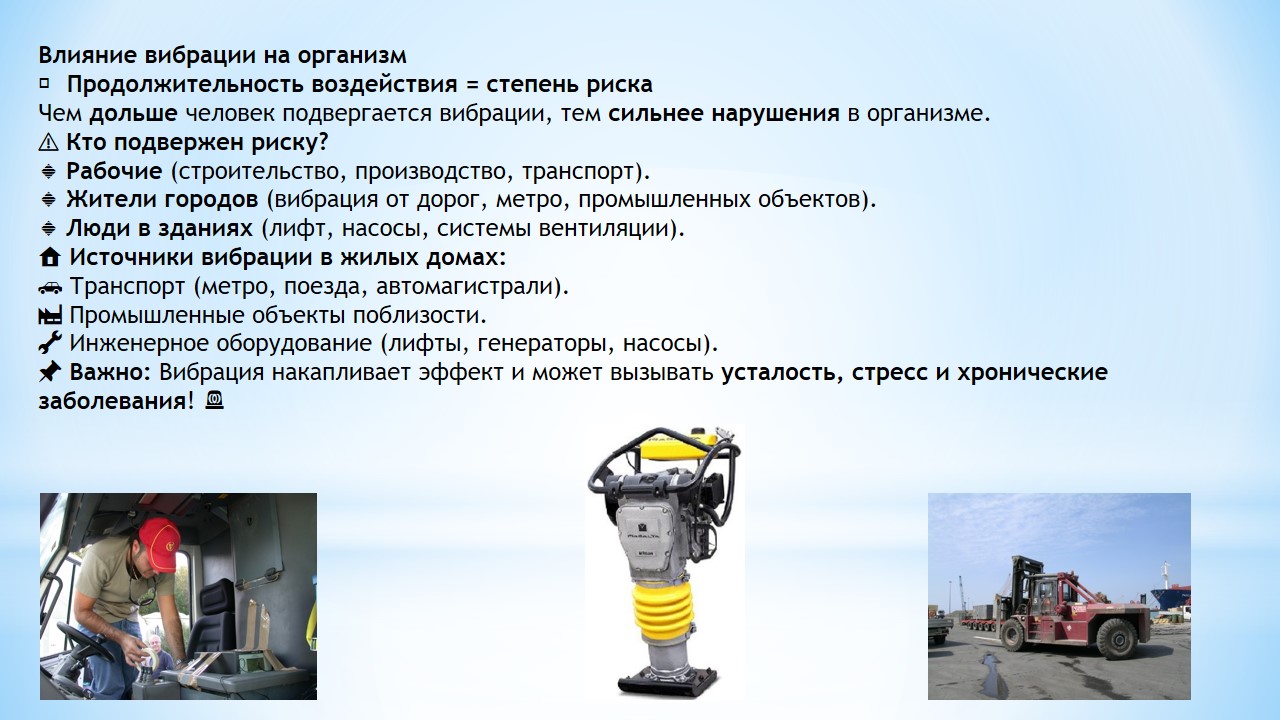 Влияние вибрации на организм
Продолжительность воздействия = степень риска
Чем дольше человек подвергается вибрации, тем сильнее нарушения в организме.
⚠ Кто подвержен риску?
Рабочие (строительство, производство, транспорт).
Жители городов (вибрация от дорог, метро, промышленных объектов).
Люди в зданиях (лифт, насосы, системы вентиляции).
Источники вибрации в жилых домах:
Транспорт (метро, поезда, автомагистрали).
Промышленные объекты поблизости.
Инженерное оборудование (лифты, генераторы, насосы).
Важно: Вибрация накапливает эффект и может вызывать усталость, стресс и хронические
заболевания!
MASALTA